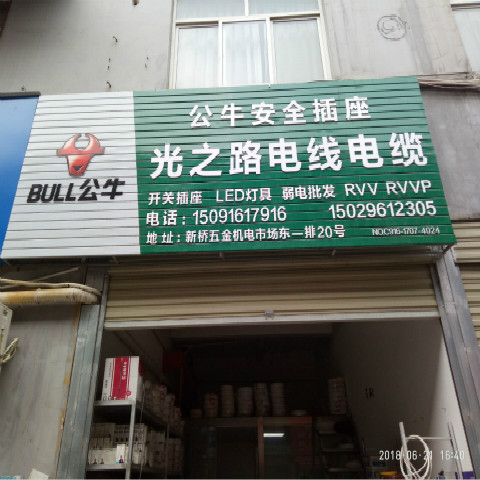 公牛安全插座
BULL公牛
光之路电线电缆
开关插座 LED灯具 弱电批发 RVV RVVP
电话：15091617916 15029612305
地址：新桥五金机电市场东一排20号
NOC916-1707-4024
2018-06-21 16:40